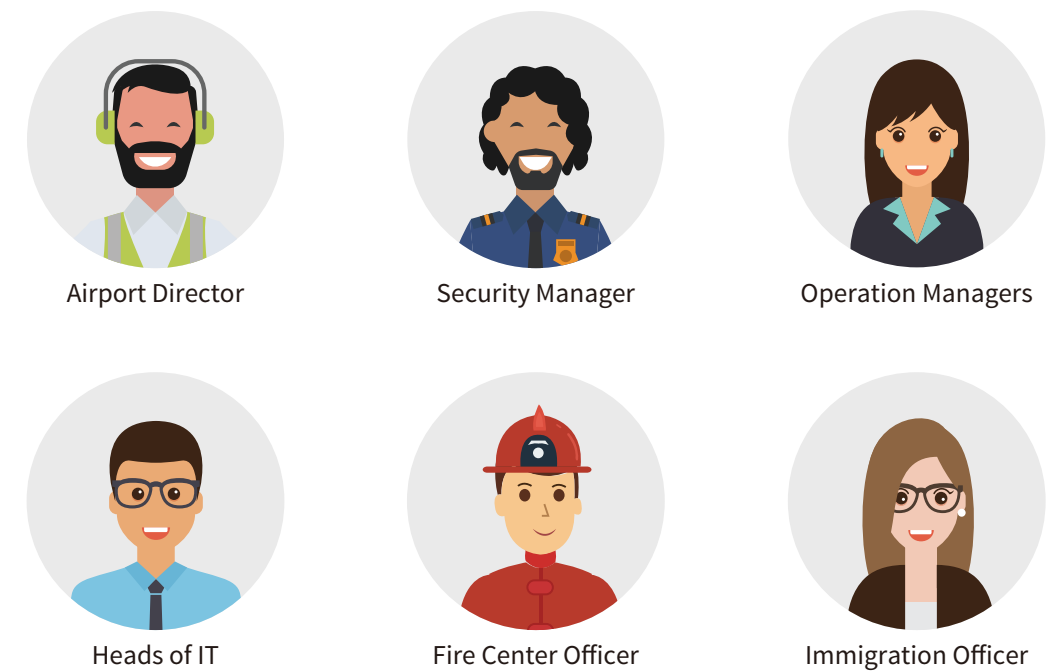 Airport Director
Security Manager
Operation Managers
Heads of IT
Fire Center Officer
Immigration Officer